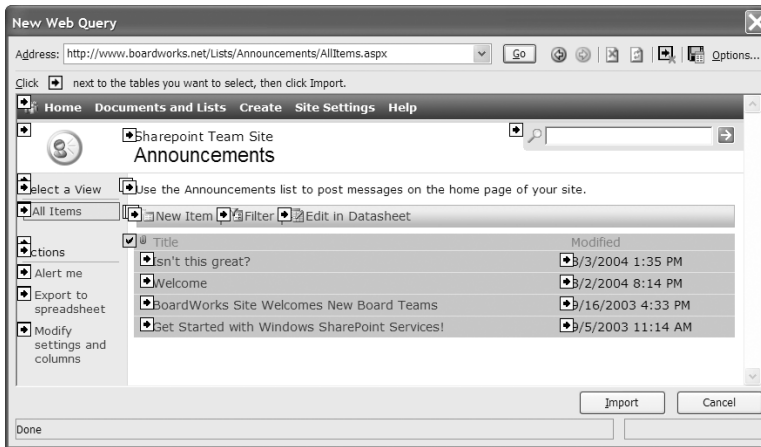 New Web Query
Address: http://www.boardworks.net/Lists/Announcements/AllItems.aspx Go Options...
Click next to the tables you want to select, then click Import.
Home Documents and Lists Create Site Settings Help
Sharepoint Team Site
Announcements
elect a View Use the Announcements list to post messages on the home page of your site.
All Items New Item Filter Edit in Datasheet
ctions Title Modified
Isn't this great? 8/3/2004 1:35 PM
Alert me Welcome 8/2/2004 8:14 PM
Export to
spreadsheet BoardWorks Site Welcomes New Board Teams 9/16/2003 4:33 PM
Modify
settings and
columns Get Started with Windows SharePoint Services! 9/5/2003 11:14 AM
Import Cancel
Done